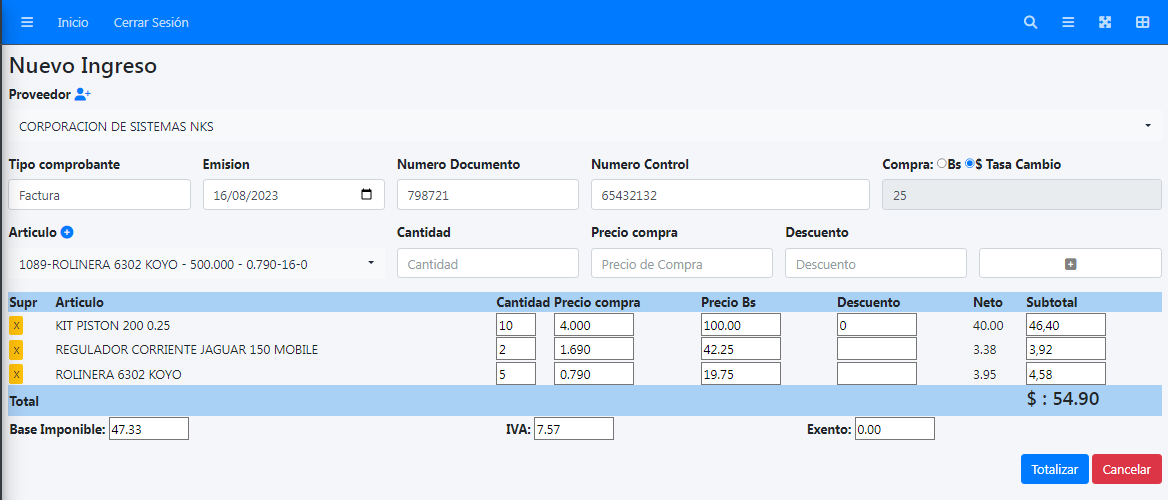 Inicio Cerrar Sesión
Nuevo Ingreso
Proveedor
CORPORACION DE SISTEMAS NKS
Tipo comprobante Emision Numero Documento Numero Control Compra: Bs $ Tasa Cambio
Factura 16/08/2023 798721 65432132 25
Articulo Cantidad Precio compra Descuento
1089-ROLINERA 6302 KOYO - 500.000 - 0.790-16-0 Cantidad Precio de Compra Descuento
Supr Articulo Cantidad Precio compra Precio Bs Descuento Neto Subtotal
x KIT PISTON 200 0.25 10 4.000 100.00 0 40.00 46,40
x REGULADOR CORRIENTE JAGUAR 150 MOBILE 2 1.690 42.25 3.38 3,92
x ROLINERA 6302 KOYO 5 0.790 19.75 3.95 4,58
Total $ : 54.90
Base Imponible: 47.33 IVA: 7.57 Exento: 0.00
Totalizar Cancelar